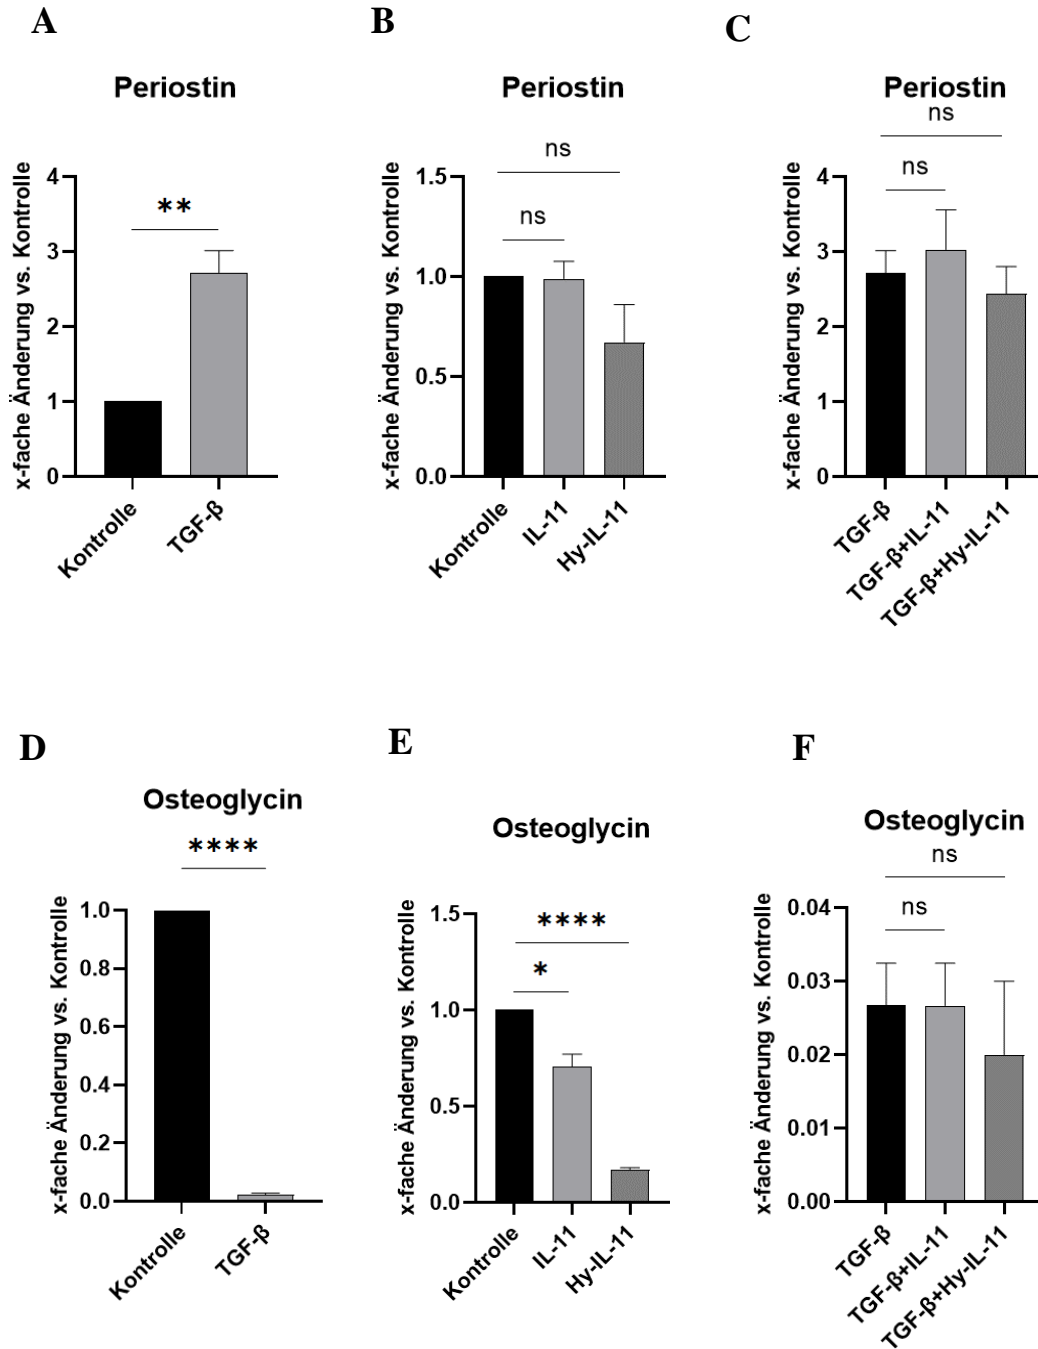 A
Periostin
x-fache Änderung vs. Kontrolle
4
3
2
1
0
**
Kontrolle
TGF-β
B
Periostin
x-fache Änderung vs. Kontrolle
1.5
1.0
0.5
0.0
ns
ns
Kontrolle
IL-11
Hy-IL-11
C
Periostin
x-fache Änderung vs. Kontrolle
4
3
2
1
0
ns
ns
TGF-β
TGF-β+IL-11
TGF-β+Hy-IL-11
D
Osteoglycin
x-fache Änderung vs. Kontrolle
1.0
0.8
0.6
0.4
0.2
0.0
****
Kontrolle
TGF-β
E
Osteoglycin
x-fache Änderung vs. Kontrolle
1.5
1.0
0.5
0.0
****
*
Kontrolle
IL-11
Hy-IL-11
F
Osteoglycin
x-fache Änderung vs. Kontrolle
0.04
0.03
0.02
0.01
0.00
ns
ns
TGF-β
TGF-β+IL-11
TGF-β+Hy-IL-11